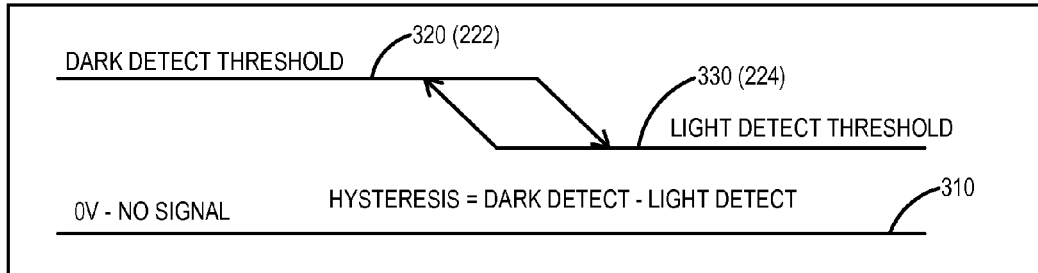 320 (222)
DARK DETECT THRESHOLD
330 (224)
LIGHT DETECT THRESHOLD
310
0V - NO SIGNAL
HYSTERESIS = DARK DETECT - LIGHT DETECT